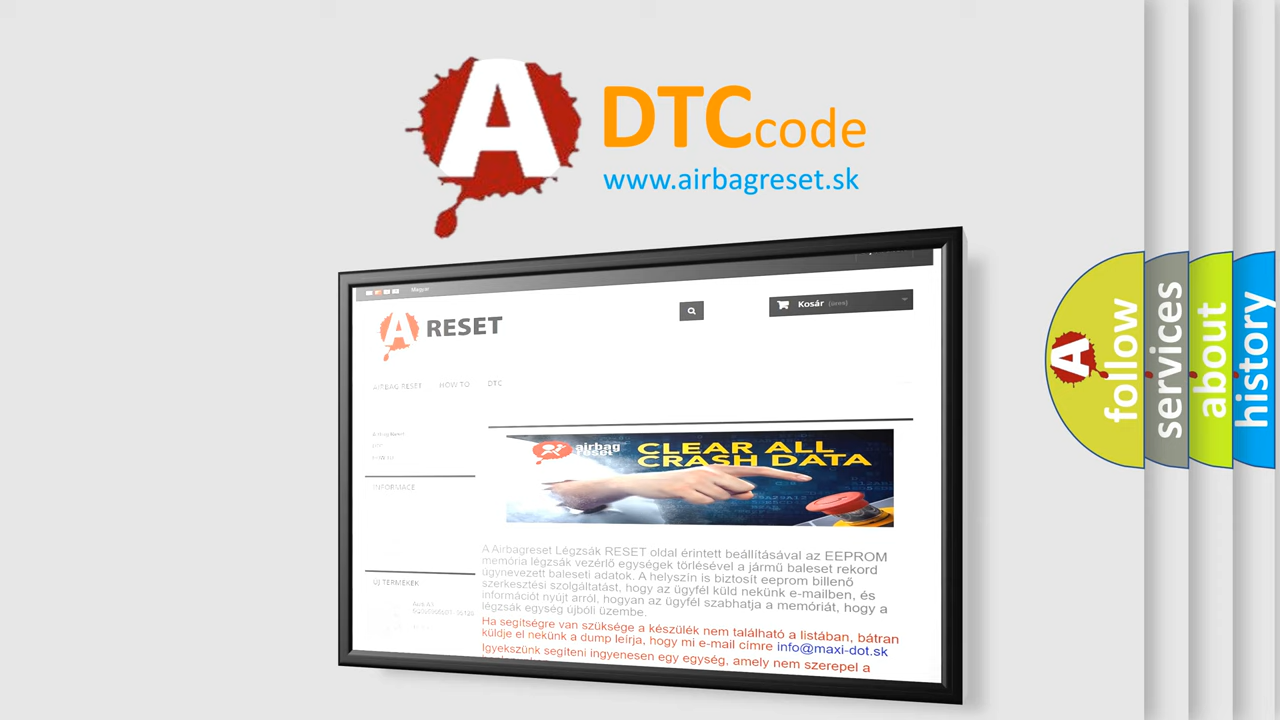 A
DTC code
www.airbagreset.sk
Magyar
Kosár (üres)
A RESET
AIRBAG RESET HOW TO DTC
INFORMACE
airbag
reset
CLEAR ALL
CRASH DATA
A Airbagreset Légzsák RESET oldal érintett beállításával az EEPROM
memória légzsák vezérlő egységek törlésével a jármű baleset rekord
úgynevezett baleseti adatok. A helyszín is biztosít eeprom billenő
szerkesztési szolgáltatást, hogy az ügyfél küld nekünk e-mailben, és
információt nyújt arról, hogyan az ügyfél szabhatja a memóriát, hogy a
légzsák egység újbóli üzembe.
Ha segítségre van szüksége a készülék nem található a listában, bátran
küldje el nekünk a dump leírja, hogy mi e-mail címre info@maxi-dot.sk
Igyekszünk segíteni ingyenesen egy egység, amely nem szerepel a
ÚJ TERMÉKEK
A
follow
services
about
history